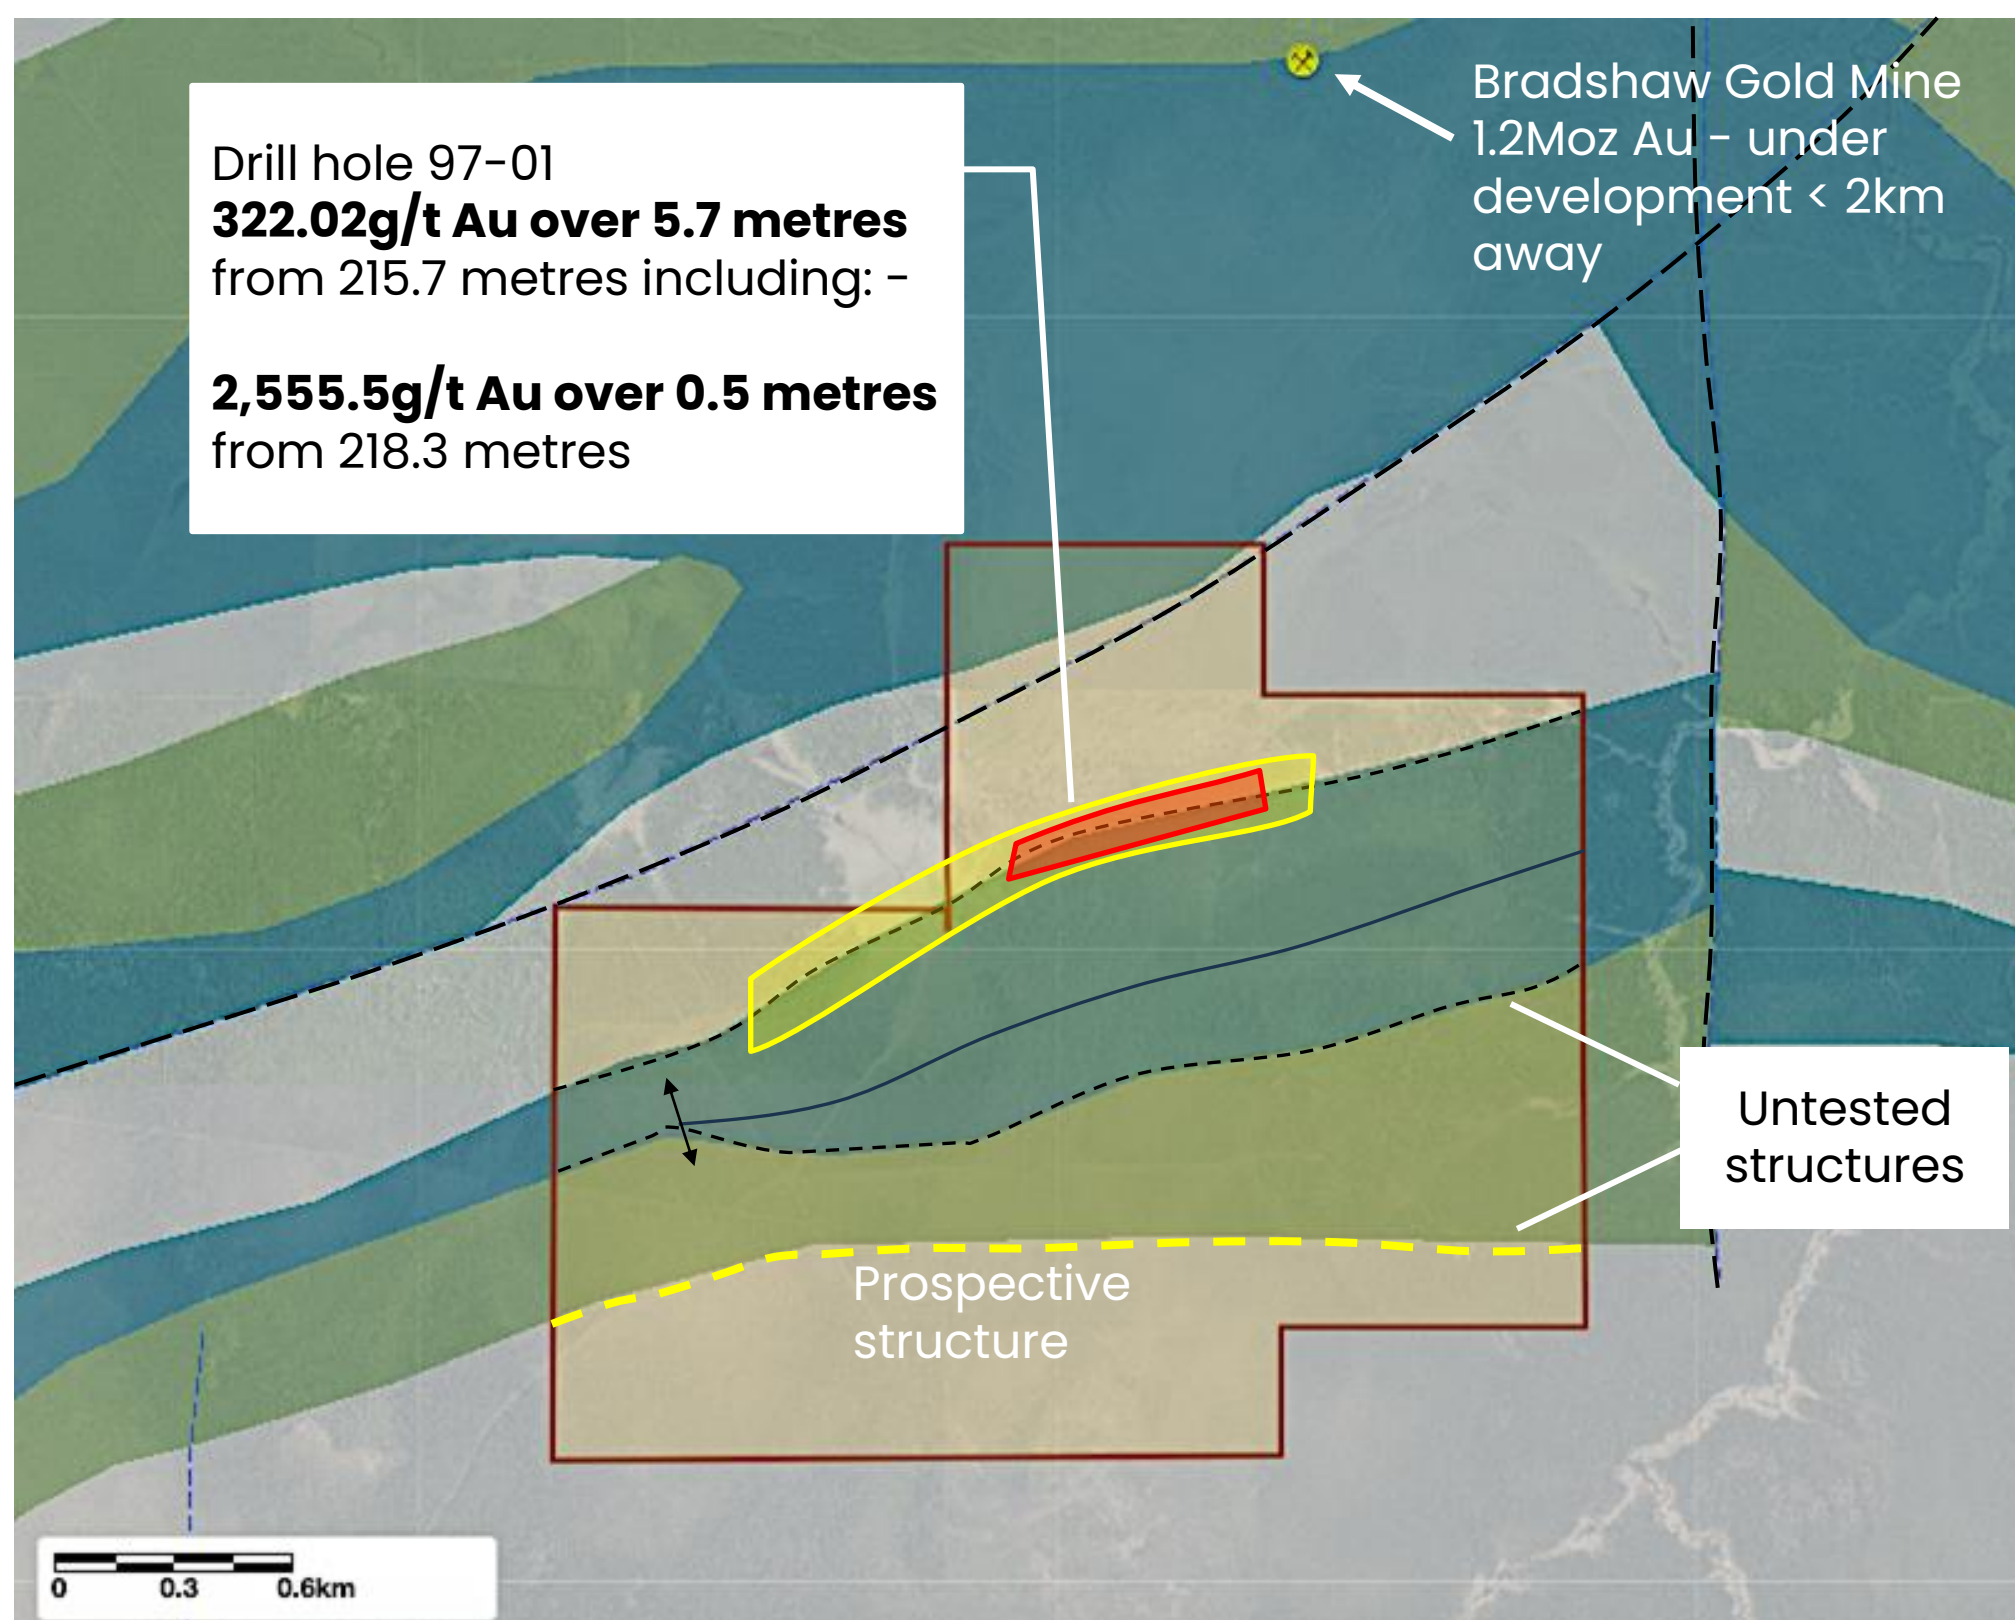 Drill hole 97-01
322.02g/t Au over 5.7 metres
from 215.7 metres including: -
2,555.5g/t Au over 0.5 metres
from 218.3 metres
Bradshaw Gold Mine
1.2Moz Au - under
development < 2km
away
Untested
structures
Prospective
structure
0 0.3 0.6km